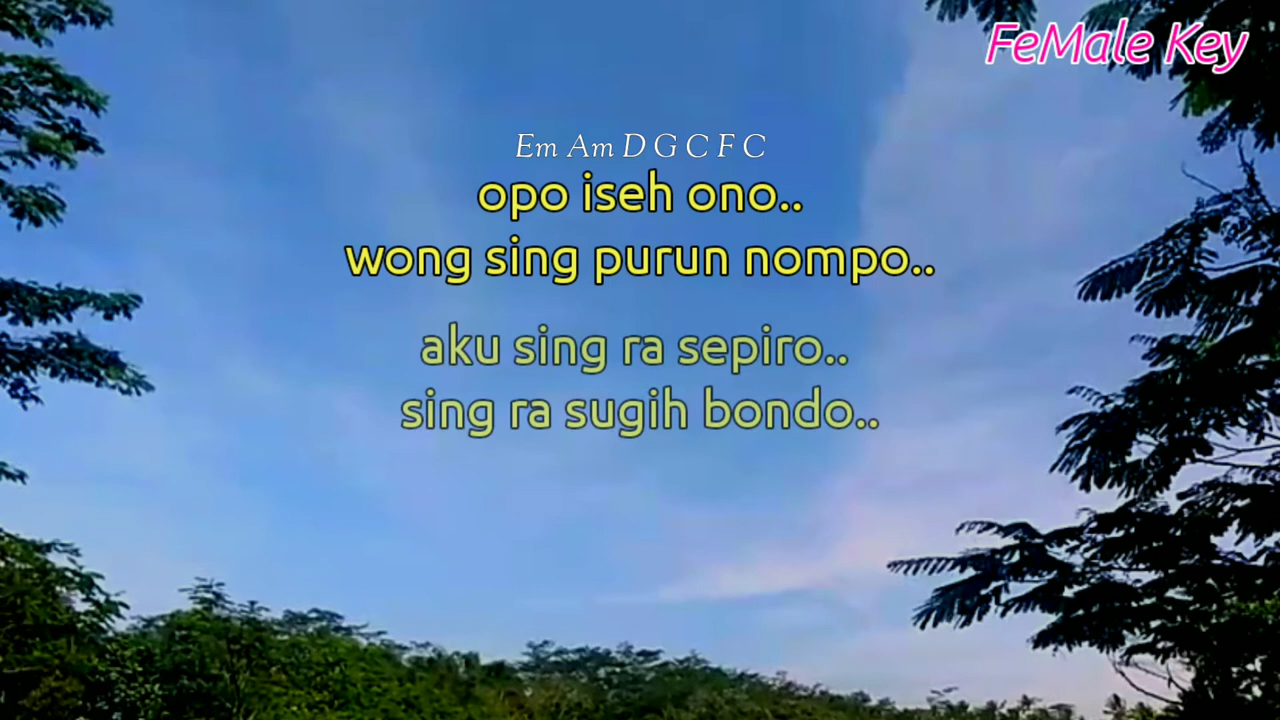 FeMale Key
Em Am D G C F C
opo iseh ono..
wong sing purun nompo..
aku sing ra sepiro..
sing ra sugih bondo..